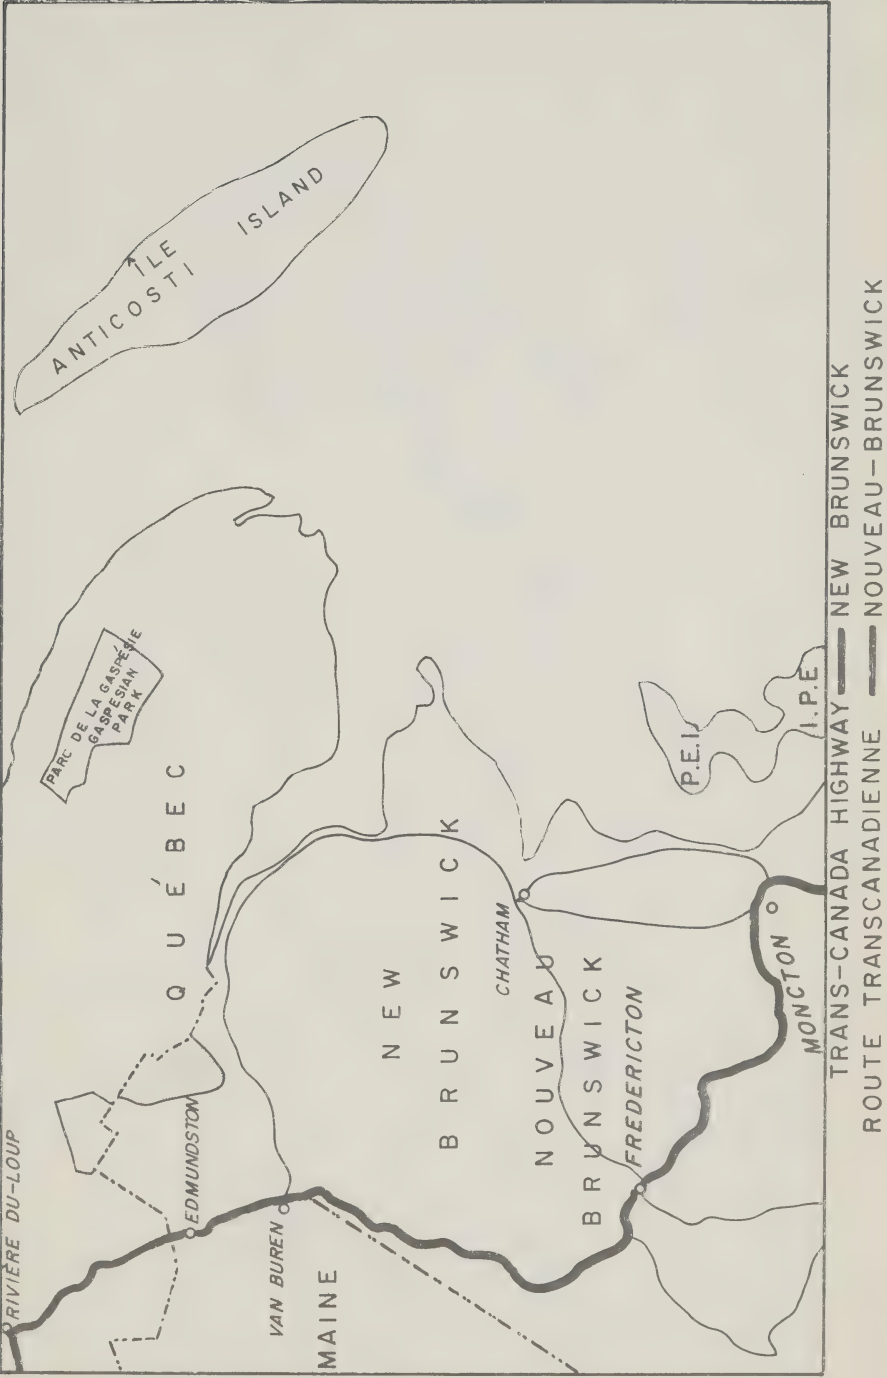 RIVIÈRE DU-LOUP
EDMUNDSTON
VAN BUREN
MAINE
QUÉBEC
PARC DE LA GASPÉSIE
GASPESIAN
PARK
ÎLE
ANTICOSTI ISLAND
NEW
BRUNSWICK
NOUVEAU
BRUNSWICK
CHATHAM
FREDERICTON
MONCTON
P.E.I.
I.P.E
TRANS-CANADA HIGHWAY NEW BRUNSWICK
ROUTE TRANSCANADIENNE NOUVEAU-BRUNSWICK